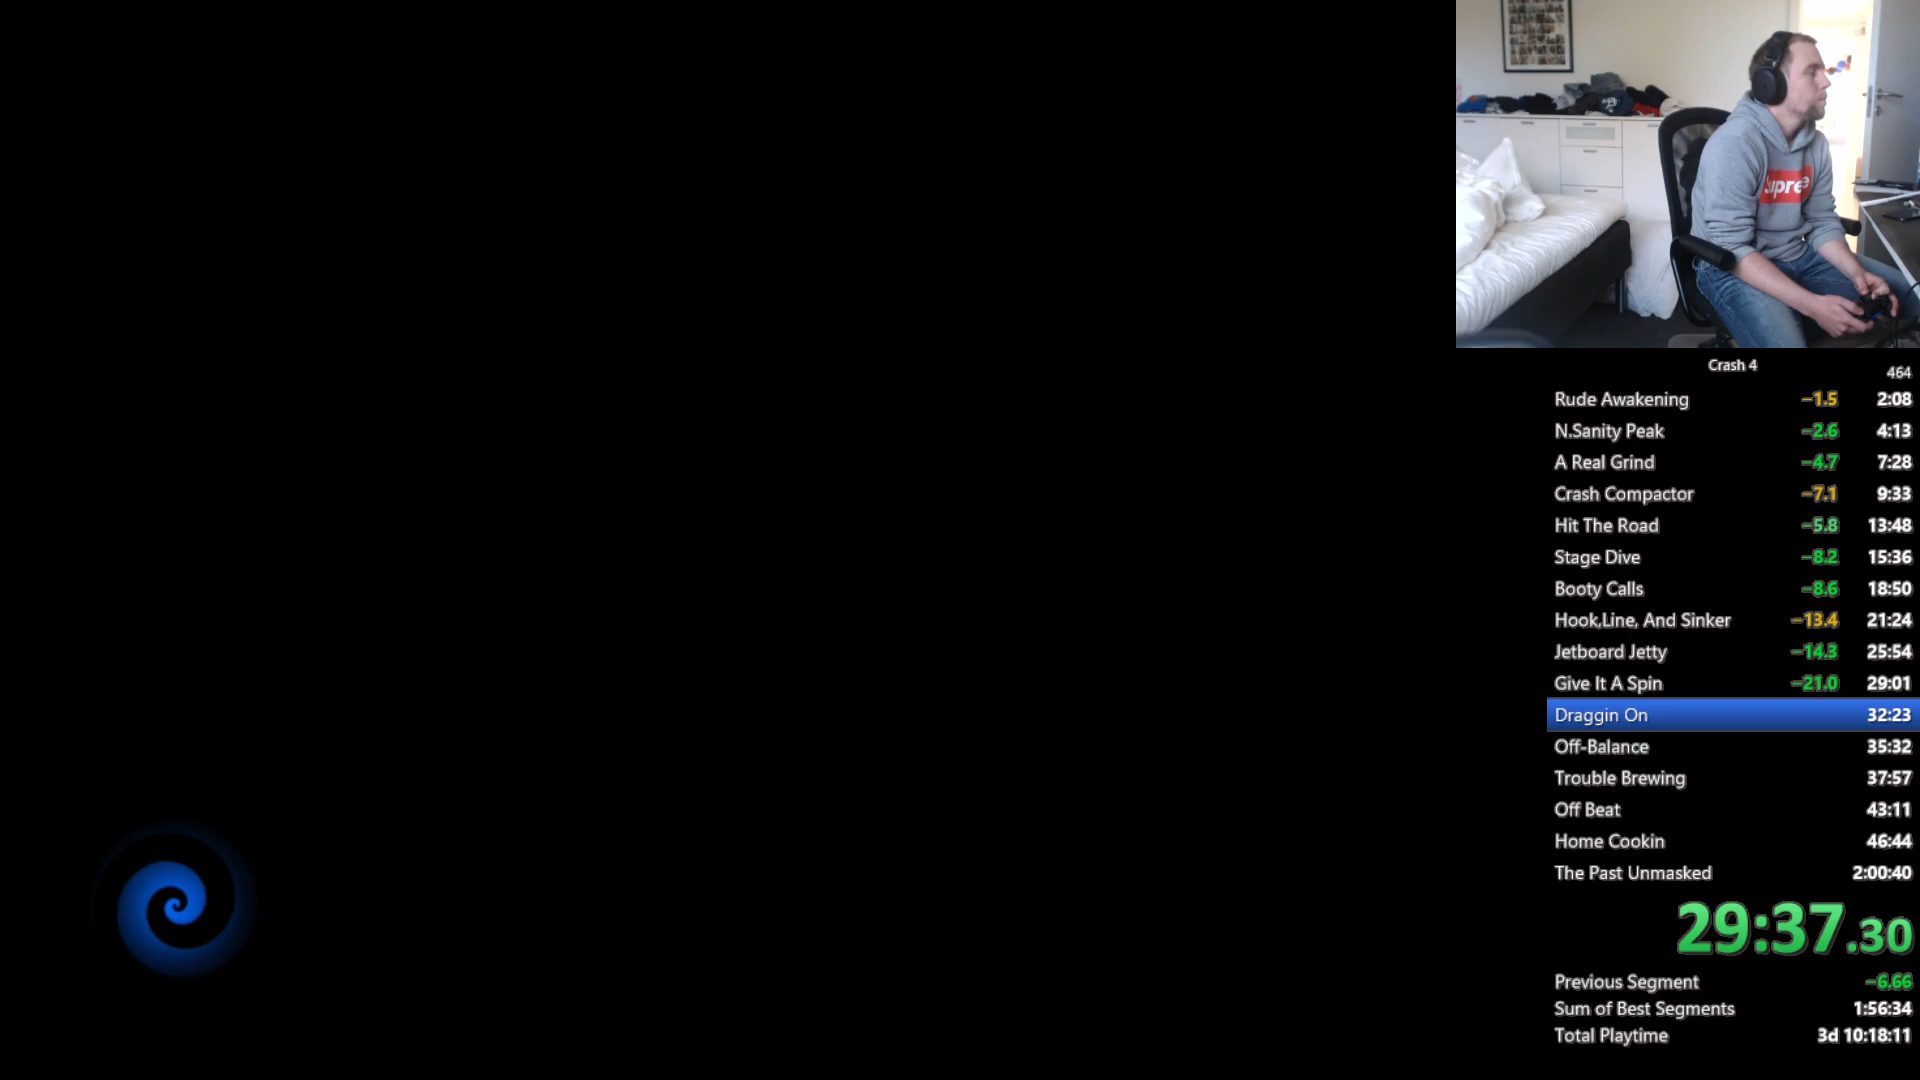 Supre e
Crash 4
464
Rude Awakening -1.5 2:08
N.Sanity Peak -2.6 4:13
A Real Grind -4.7 7:28
Crash Compactor -7.1 9:33
Hit The Road -5.8 13:48
Stage Dive -8.2 15:36
Booty Calls -8.6 18:50
Hook,Line, And Sinker -13.4 21:24
Jetboard Jetty -14.3 25:54
Give It A Spin -21.0 29:01
Draggin On 32:23
Off-Balance 35:32
Trouble Brewing 37:57
Off Beat 43:11
Home Cookin 46:44
The Past Unmasked 2:00:40
29:37.30
Previous Segment -6.66
Sum of Best Segments 1:56:34
Total Playtime 3d 10:18:11